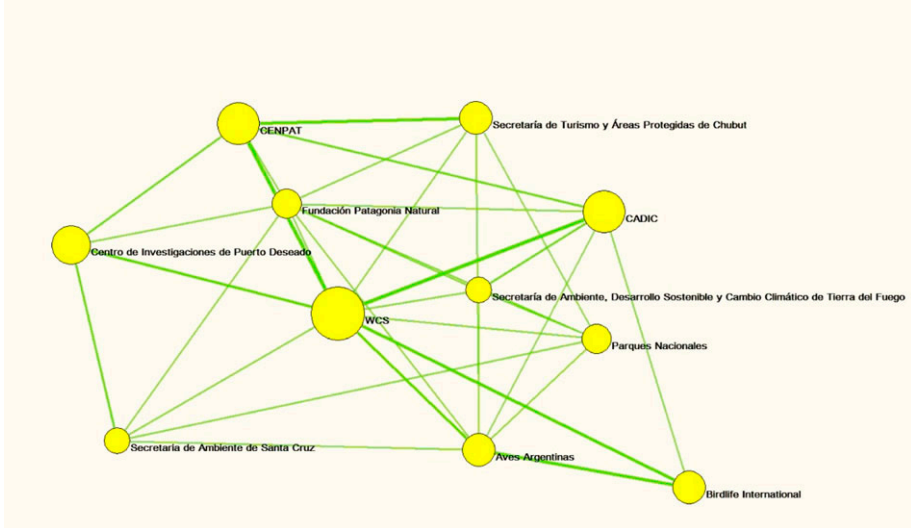 CENPAT
Secretaría de Turismo y Áreas Protegidas de Chubut
Fundación Patagonia Natural
CADIC
Centro de Investigaciones de Puerto Deseado
Secretaría de Ambiente, Desarrollo Sostenible y Cambio Climático de Tierra del Fuego
WCS
Parques Nacionales
Secretaría de Ambiente de Santa Cruz
Aves Argentinas
Birdlife International